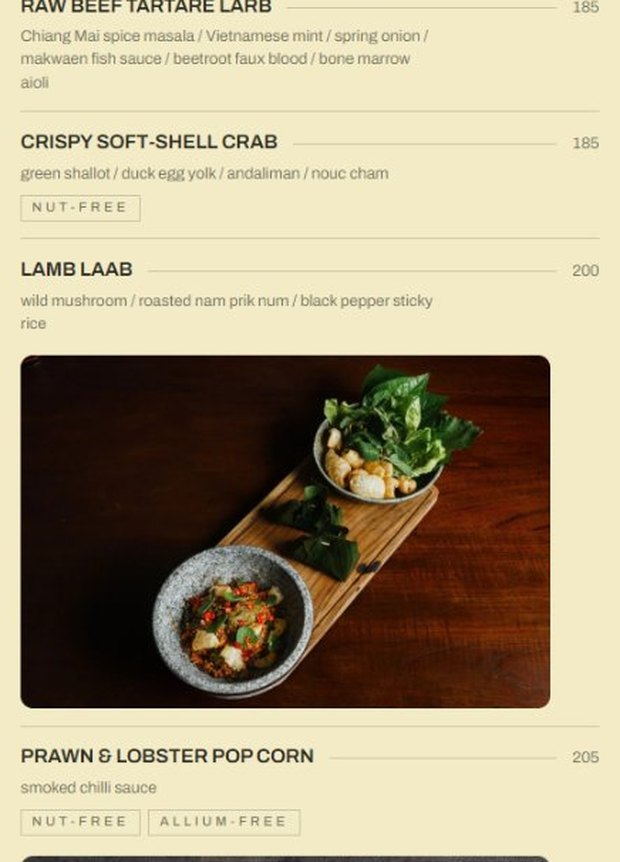 RAW BEEF TARTARE LARB 185
Chiang Mai spice masala / Vietnamese mint / spring onion /
makwaen fish sauce / beetroot faux blood / bone marrow
aioli
CRISPY SOFT-SHELL CRAB 185
green shallot / duck egg yolk / andaliman / nouc cham
NUT-FREE
LAMB LAAB 200
wild mushroom / roasted nam prik num / black pepper sticky
rice
PRAWN & LOBSTER POP CORN 205
smoked chilli sauce
NUT-FREE ALLIUM-FREE